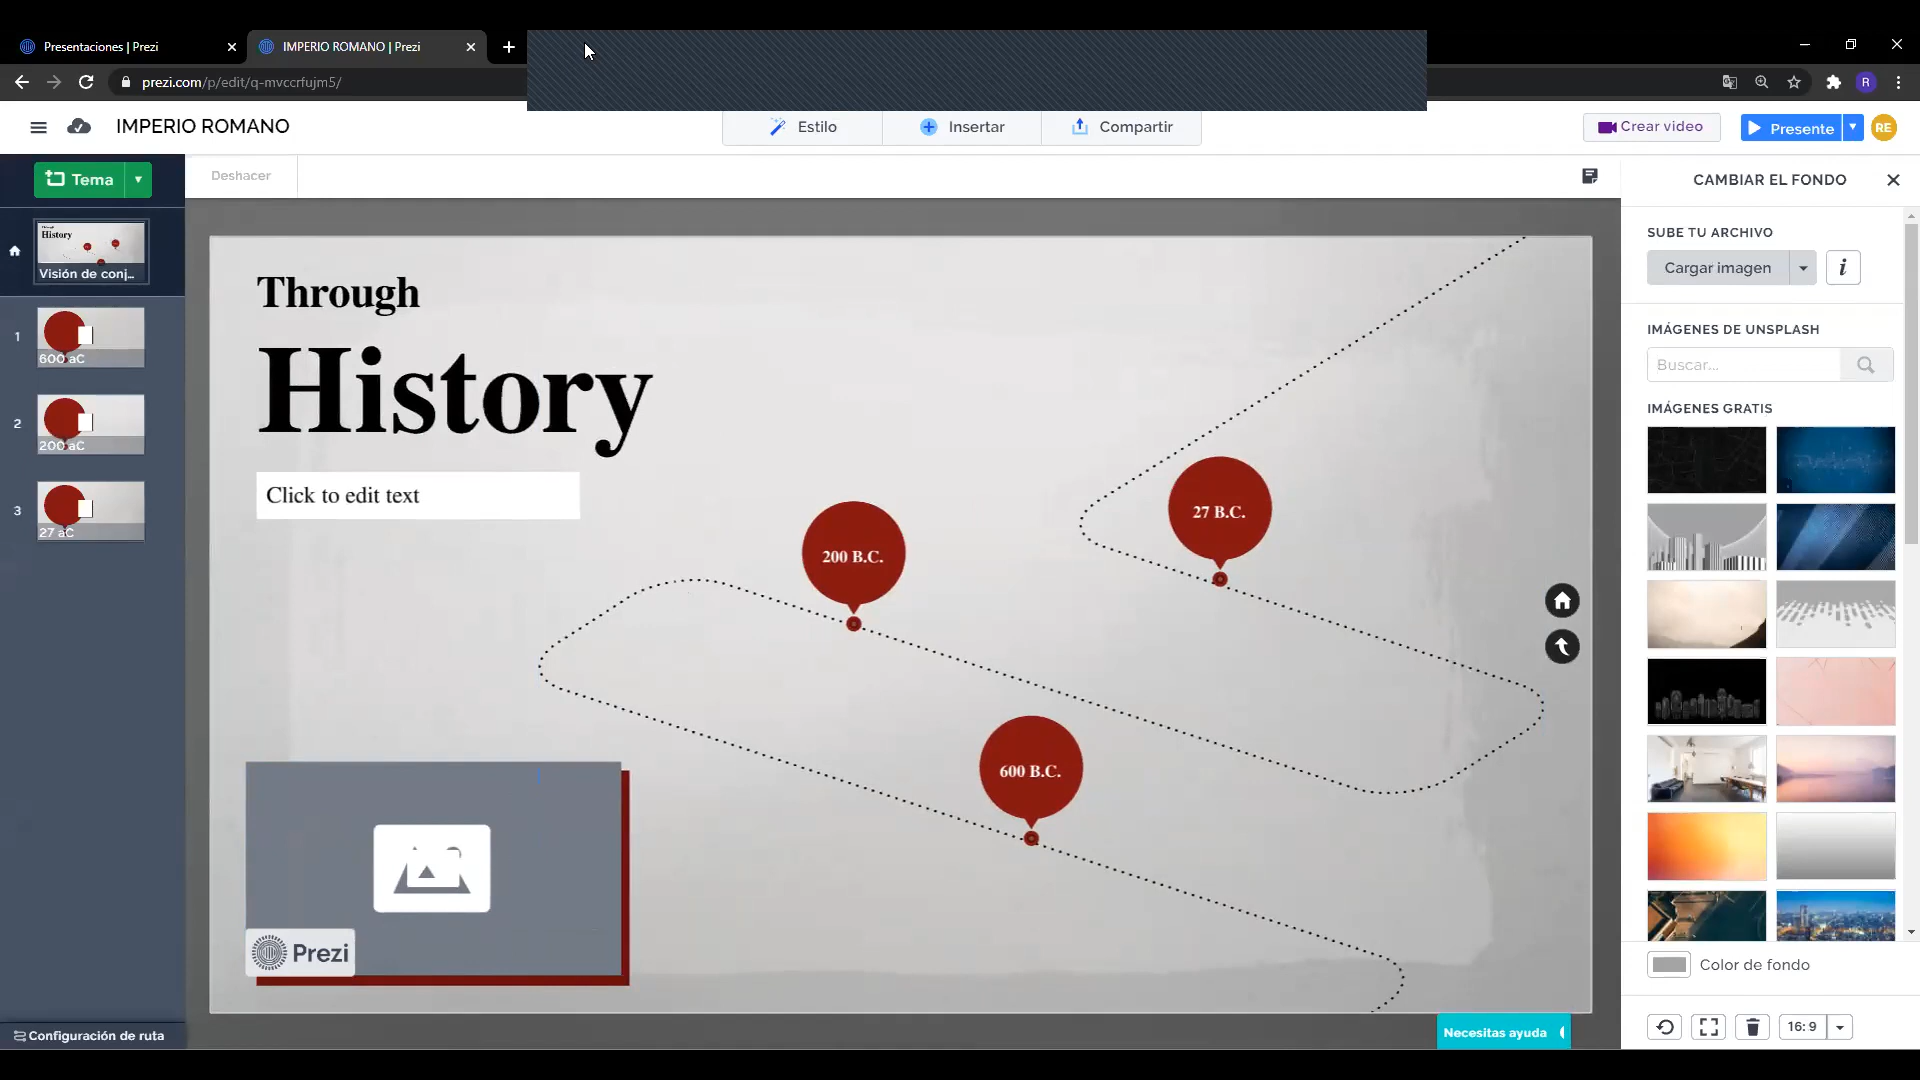 Presentaciones | Prezi
IMPERIO ROMANO | Prezi
prezi.com/p/edit/q-mvccrfujm5/
R
IMPERIO ROMANO
Estilo
Insertar
Compartir
Crear video
Presente
RE
Tema
Deshacer
CAMBIAR EL FONDO
SUBE TU ARCHIVO
Cargar imagen
i
IMÁGENES DE UNSPLASH
Buscar...
IMÁGENES GRATIS
Through
History
Visión de conj...
1
600 aC
2
200 aC
3
27 aC
Through
History
Click to edit text
27 B.C.
200 B.C.
600 B.C.
Prezi
Color de fondo
16: 9
Configuración de ruta
Necesitas ayuda